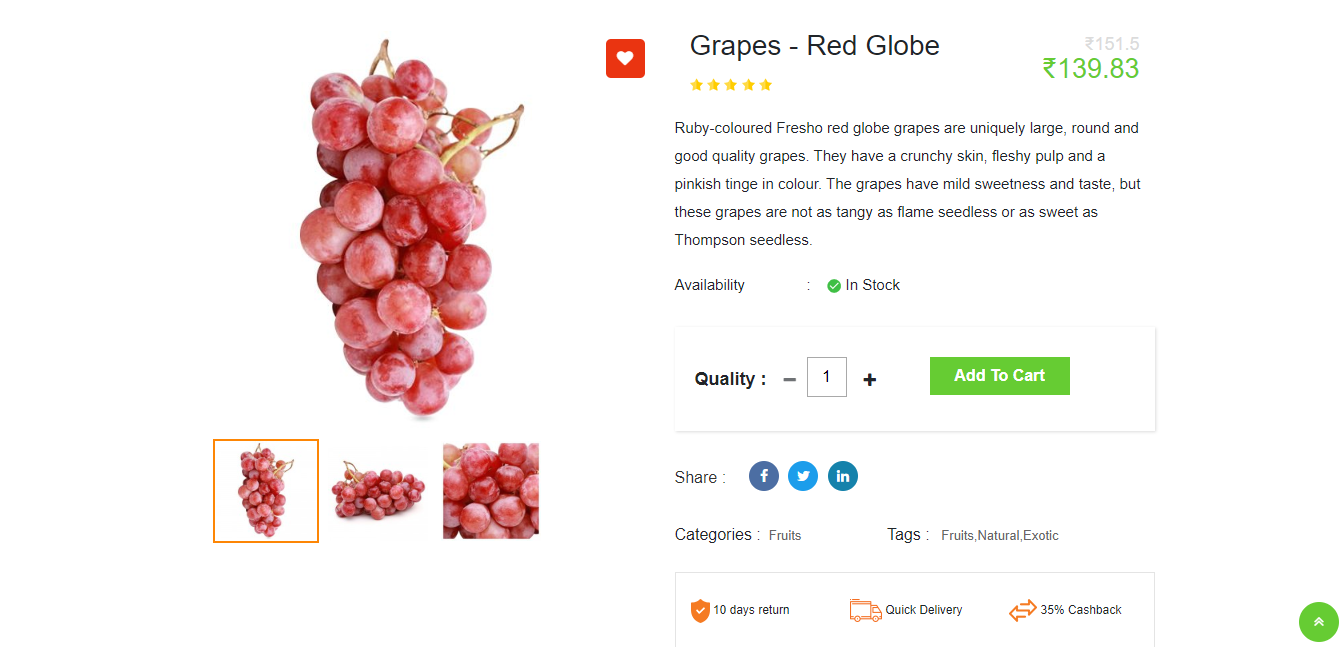 Grapes - Red Globe
₹151.5
₹139.83
Ruby-coloured Fresho red globe grapes are uniquely large, round and
good quality grapes. They have a crunchy skin, fleshy pulp and a
pinkish tinge in colour. The grapes have mild sweetness and taste, but
these grapes are not as tangy as flame seedless or as sweet as
Thompson seedless.
Availability : In Stock
Quality : − 1 + Add To Cart
Share : f in
Categories : Fruits Tags : Fruits,Natural,Exotic
10 days return Quick Delivery 35% Cashback